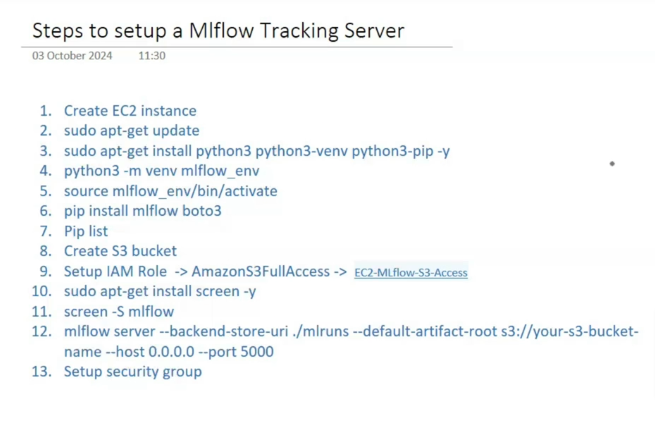 Steps to setup a Mlflow Tracking Server
03 October 2024 11:30
1. Create EC2 instance
2. sudo apt-get update
3. sudo apt-get install python3 python3-venv python3-pip -y
4. python3 -m venv mlflow_env
5. source mlflow_env/bin/activate
6. pip install mlflow boto3
7. Pip list
8. Create S3 bucket
9. Setup IAM Role -> AmazonS3FullAccess -> EC2-MLflow-S3-Access
10. sudo apt-get install screen -y
11. screen -S mlflow
12. mlflow server --backend-store-uri ./mlruns --default-artifact-root s3://your-s3-bucket-
name --host 0.0.0.0 --port 5000
13. Setup security group